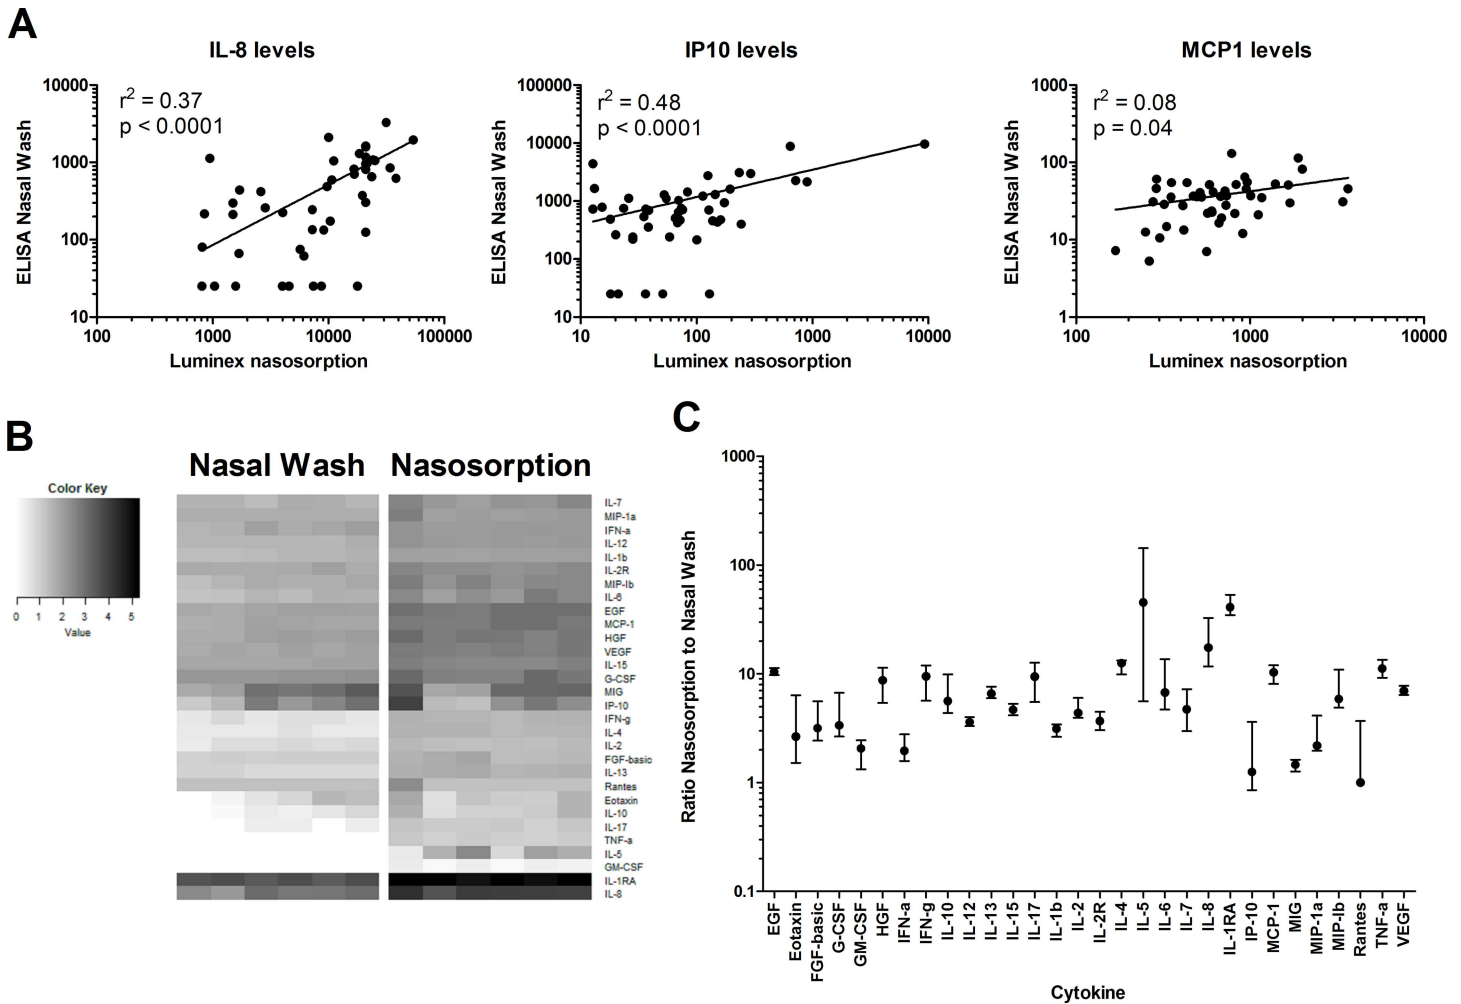 A
IL-8 levels
r2 = 0.37
p < 0.0001
ELISA Nasal Wash
10000
1000
100
10
100
1000
10000
100000
Luminex nasosorption
IP10 levels
r2 = 0.48
p < 0.0001
ELISA Nasal Wash
100000
10000
1000
100
10
10
100
1000
10000
Luminex nasosorption
MCP1 levels
r2 = 0.08
p = 0.04
ELISA Nasal Wash
1000
100
10
1
100
1000
10000
Luminex nasosorption
B
Color Key
0 1 2 3 4 5
Value
Nasal Wash
Nasosorption
IL-7
MIP-1a
IFN-a
IL-12
IL-1b
IL-2R
MIP-Ib
IL-6
EGF
MCP-1
HGF
VEGF
IL-15
G-CSF
MIG
IP-10
IFN-g
IL-4
IL-2
FGF-basic
IL-13
Rantes
Eotaxin
IL-10
IL-17
TNF-a
IL-5
GM-CSF
IL-1RA
IL-8
C
Ratio Nasosorption to Nasal Wash
1000
100
10
1
0.1
EGF
Eotaxin
FGF-basic
G-CSF
GM-CSF
HGF
IFN-a
IFN-g
IL-10
IL-12
IL-13
IL-15
IL-17
IL-1b
IL-2
IL-2R
IL-4
IL-5
IL-6
IL-7
IL-8
IL-1RA
IP-10
MCP-1
MIG
MIP-1a
MIP-Ib
Rantes
TNF-a
VEGF
Cytokine